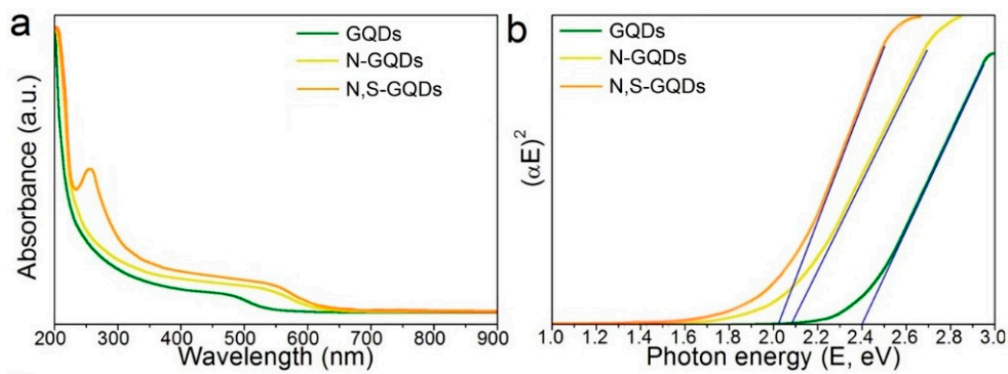 a
GQDs
N-GQDs
N,S-GQDs
Absorbance (a.u.)
200 300 400 500 600 700 800 900
Wavelength (nm)
b
GQDs
N-GQDs
N,S-GQDs
(αE)²
1.0 1.2 1.4 1.6 1.8 2.0 2.2 2.4 2.6 2.8 3.0
Photon energy (E, eV)